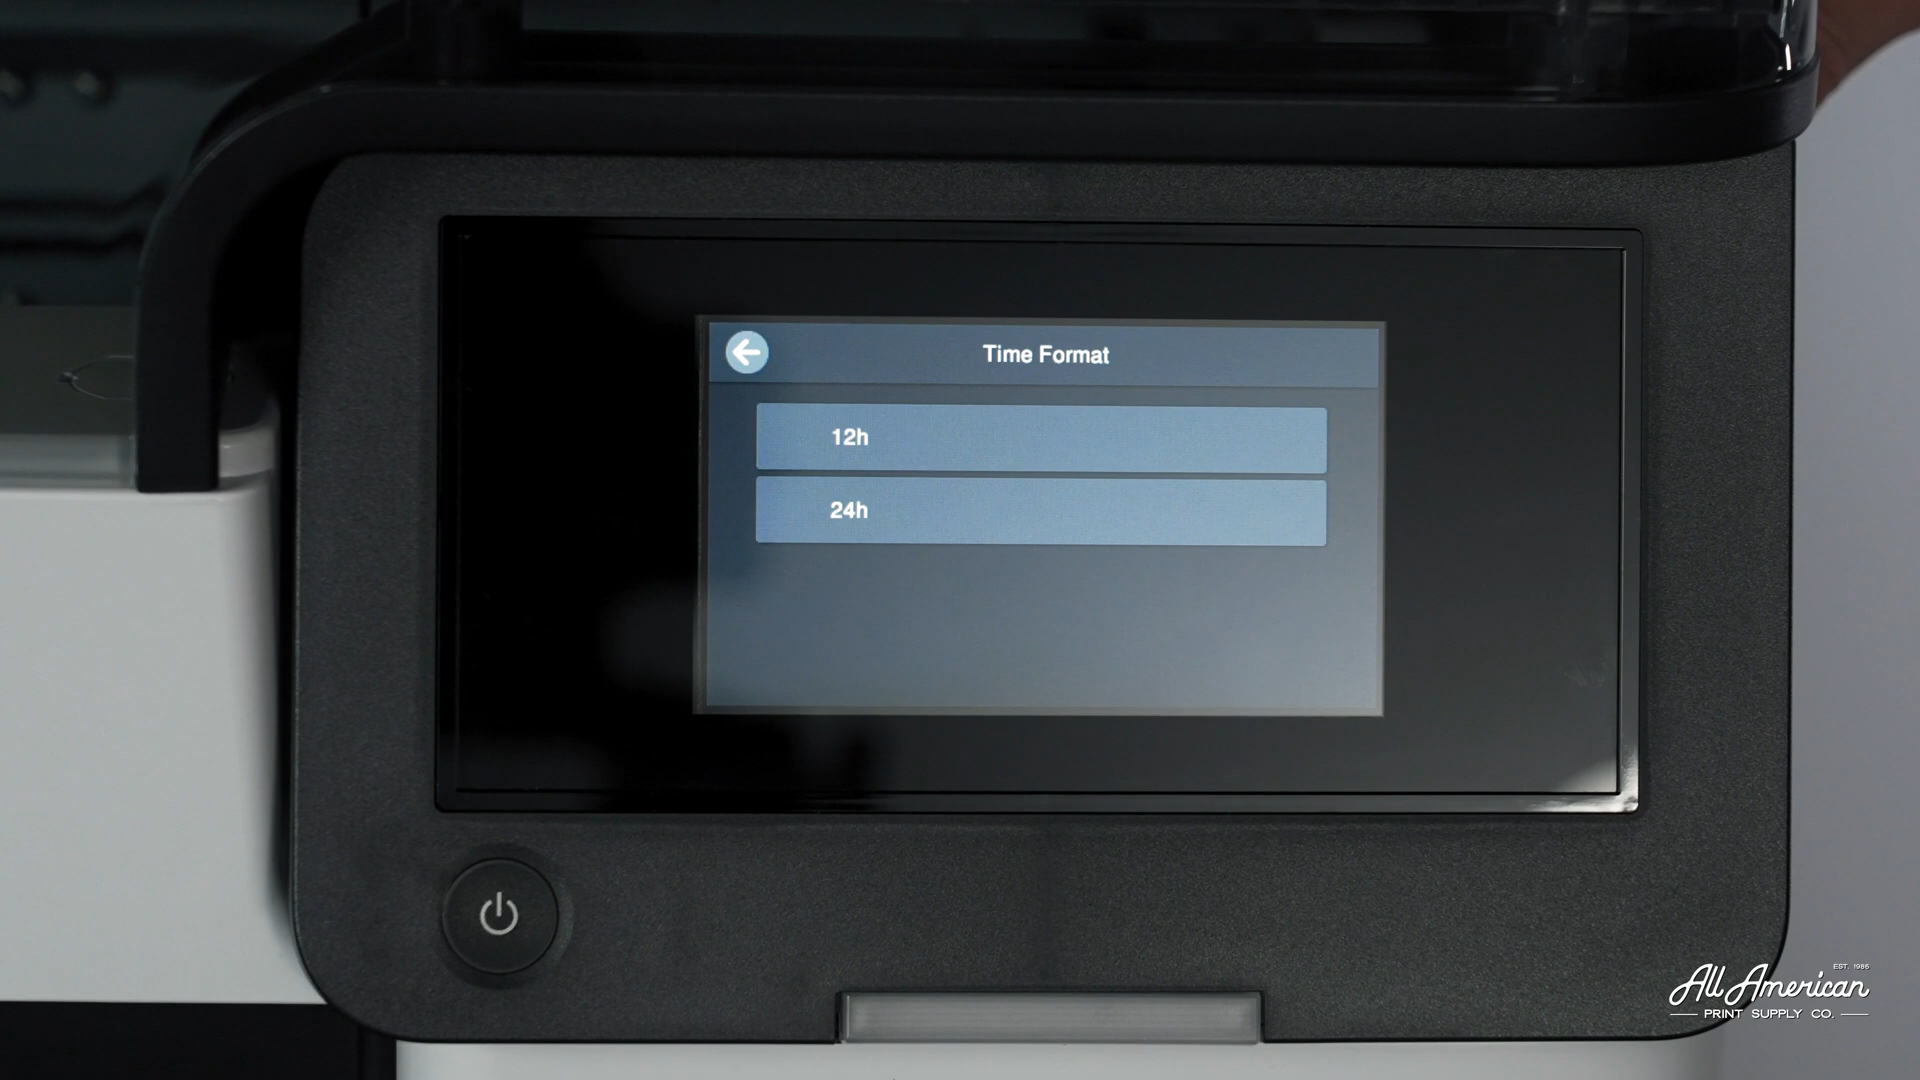 Time Format
12h
24h
EST. 1986
All American
PRINT SUPPLY CO.